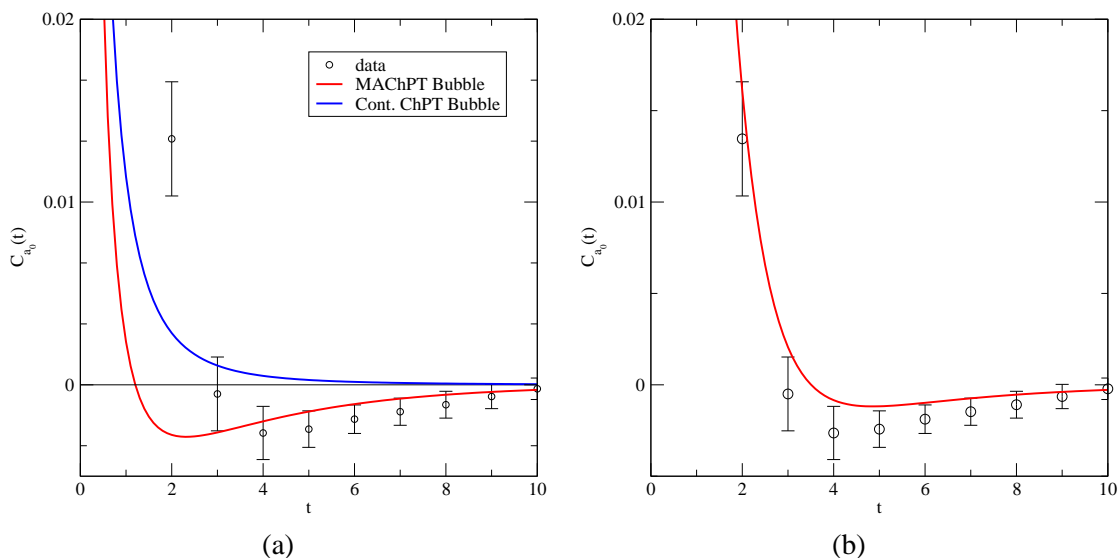 0.02
0.01
0
C_{a_0}(t)
data
MAChPT Bubble
Cont. ChPT Bubble
0 2 4 6 8 10
t
(a)
0.02
0.01
0
C_{a_0}(t)
0 2 4 6 8 10
t
(b)